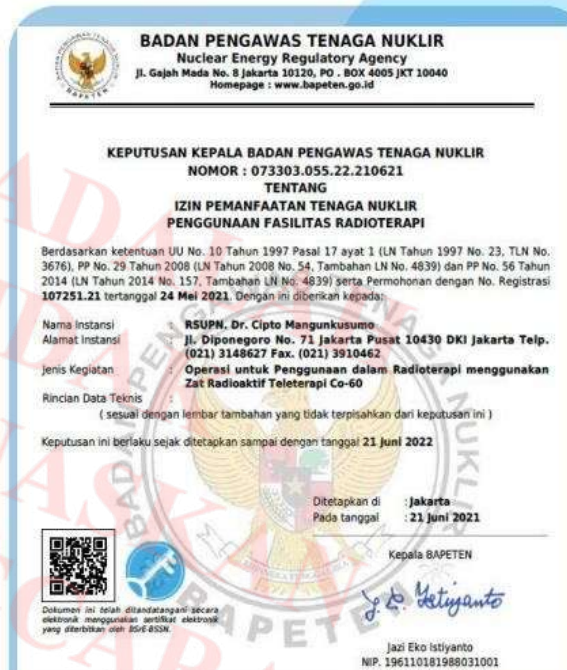 BADAN PENGAWAS TENAGA NUKLIR
Nuclear Energy Regulatory Agency
Jl. Gajah Mada No. 8 Jakarta 10120, PO . BOX 4005 JKT 10040
Homepage : www.bapeten.go.id
BAPETEN
KEPUTUSAN KEPALA BADAN PENGAWAS TENAGA NUKLIR
NOMOR : 073303.055.22.210621
TENTANG
IZIN PEMANFAATAN TENAGA NUKLIR
PENGGUNAAN FASILITAS RADIOTERAPI
Berdasarkan ketentuan UU No. 10 Tahun 1997 Pasal 17 ayat 1 (LN Tahun 1997 No. 23, TLN No.
3676), PP No. 29 Tahun 2008 (LN Tahun 2008 No. 54, Tambahan LN No. 4839) dan PP No. 56 Tahun
2014 (LN Tahun 2014 No. 157, Tambahan LN No. 4839) serta Permohonan dengan No. Registrasi
107251.21 tertanggal 24 Mei 2021. Dengan ini diberikan kepada:
Nama Instansi : RSUPN. Dr. Cipto Mangunkusumo
Alamat Instansi : Jl. Diponegoro No. 71 Jakarta Pusat 10430 DKI Jakarta Telp.
(021) 3148627 Fax. (021) 3910462
Jenis Kegiatan : Operasi untuk Penggunaan dalam Radioterapi menggunakan
Zat Radioaktif Teleterapi Co-60
Rincian Data Teknis :
( sesuai dengan lembar tambahan yang tidak terpisahkan dari keputusan ini )
Keputusan ini berlaku sejak ditetapkan sampai dengan tanggal 21 Juni 2022
Ditetapkan di : Jakarta
Pada tanggal : 21 Juni 2021
Kepala BAPETEN
Dokumen ini telah ditandatangani secara
elektronik menggunakan sertifikat elektronik
yang diterbitkan oleh BSrE-BSSN.
Jazi Eko Istiyanto
NIP. 196110181988031001
BADAN PENGAWAS TENAGA NUKLIR
BAPETEN